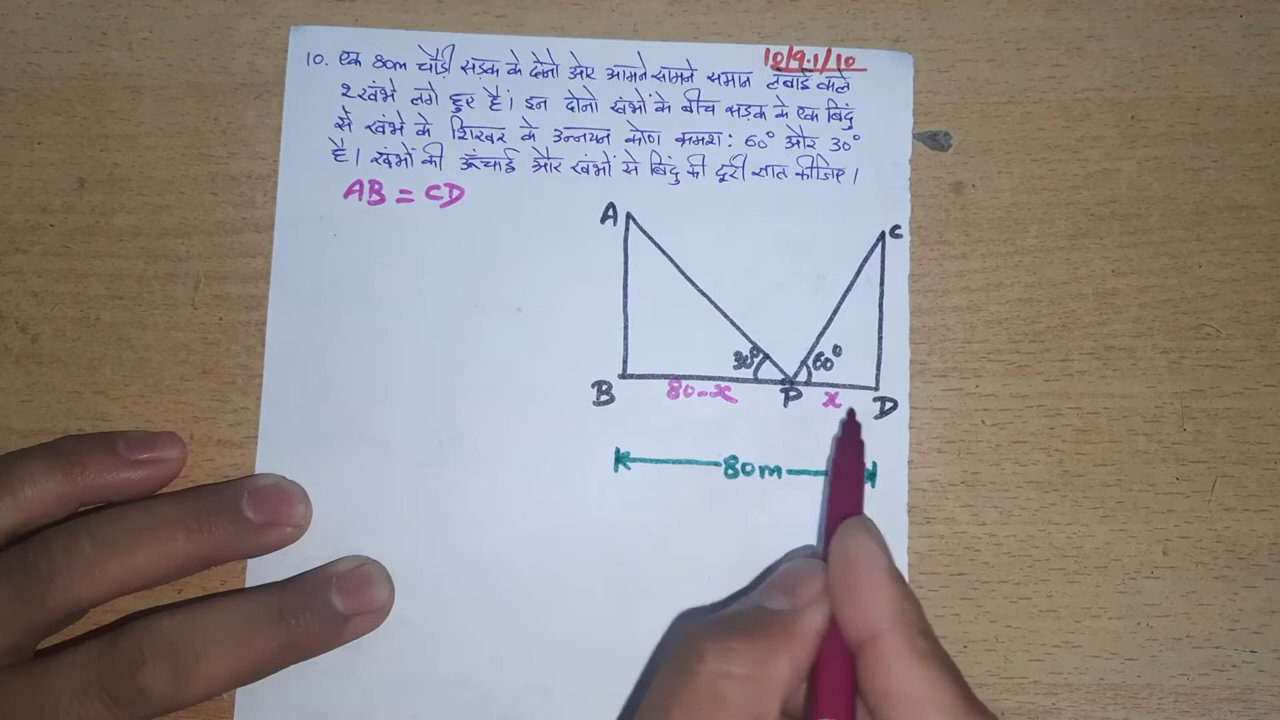 10/9.1/10
10. एक 80m चौड़ी सड़क के दोनो ओर आमने सामने समान लंबाई वाले
2 खंभे लगे हुए है। इन दोनो खंभों के बीच सड़क के एक बिंदु
से खंभे के शिखर के उन्नयन कोण क्रमश: 60° और 30°
है। खंभों की ऊँचाई और खंभों से बिंदु की दूरी ज्ञात कीजिए।
AB = CD
A
C
30°
60°
B
80-x
P
x
D
80m